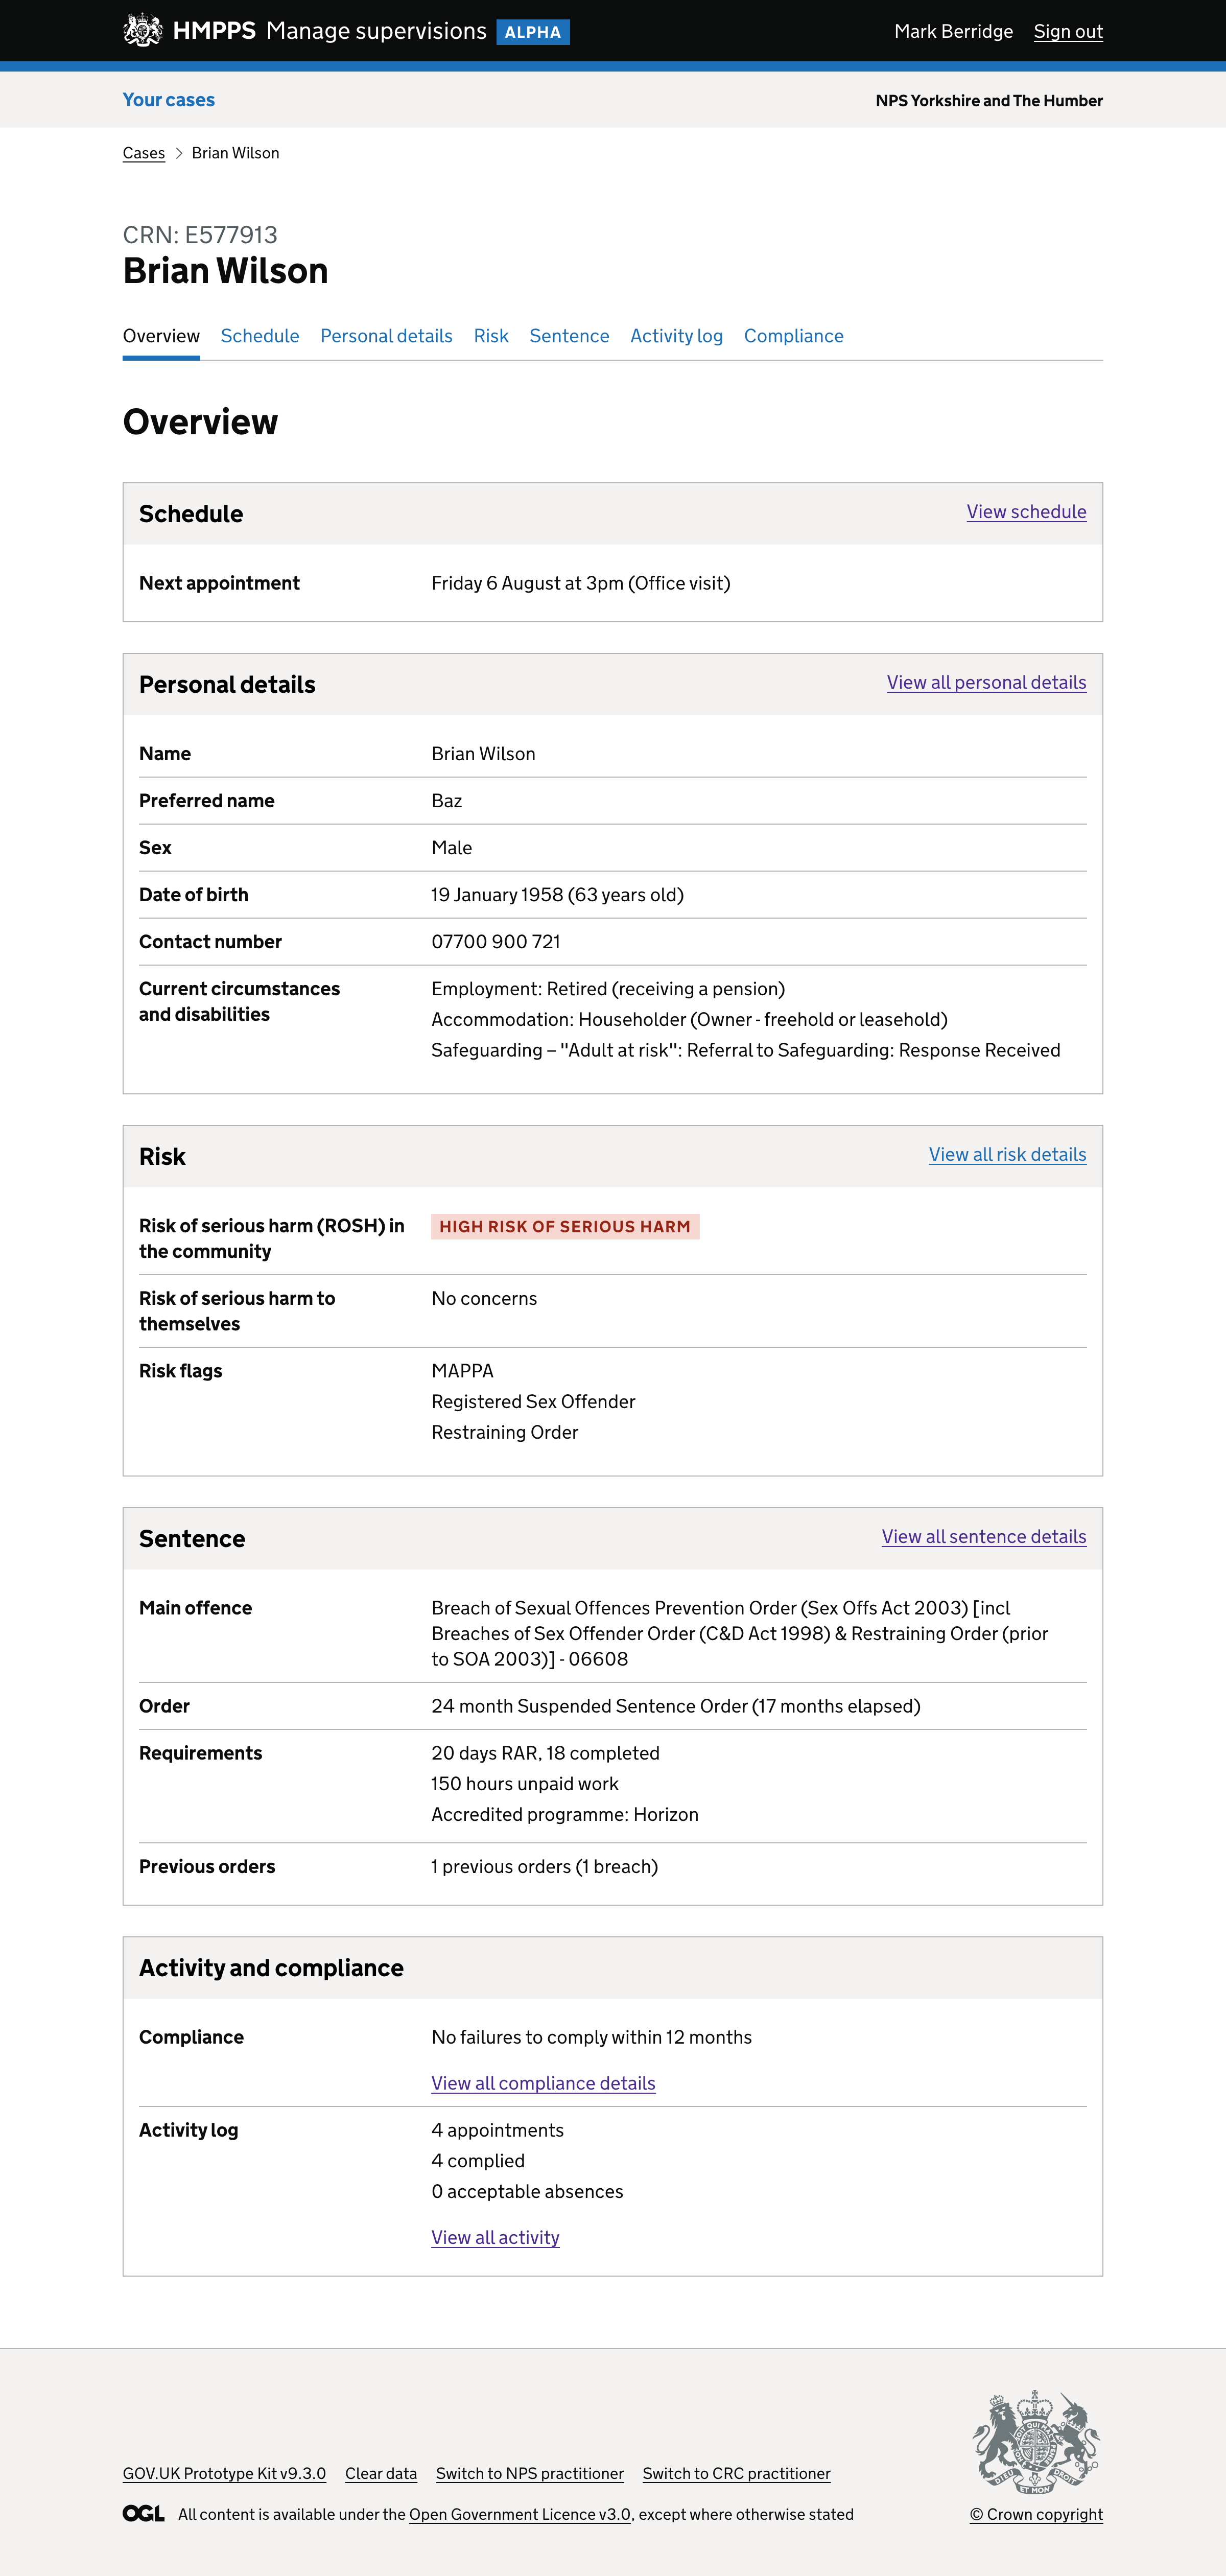 HMPPS Manage supervisions ALPHA
Mark Berridge Sign out
Your cases
NPS Yorkshire and The Humber
Cases Brian Wilson
CRN: E577913
Brian Wilson
Overview Schedule Personal details Risk Sentence Activity log Compliance
Overview
Schedule View schedule
Next appointment Friday 6 August at 3pm (Office visit)
Personal details View all personal details
Name Brian Wilson
Preferred name Baz
Sex Male
Date of birth 19 January 1958 (63 years old)
Contact number 07700 900 721
Current circumstances
and disabilities
Employment: Retired (receiving a pension)
Accommodation: Householder (Owner - freehold or leasehold)
Safeguarding – "Adult at risk": Referral to Safeguarding: Response Received
Risk View all risk details
Risk of serious harm (ROSH) in
the community
HIGH RISK OF SERIOUS HARM
Risk of serious harm to
themselves
No concerns
Risk flags
MAPPA
Registered Sex Offender
Restraining Order
Sentence View all sentence details
Main offence
Breach of Sexual Offences Prevention Order (Sex Offs Act 2003) [incl
Breaches of Sex Offender Order (C&D Act 1998) & Restraining Order (prior
to SOA 2003)] - 06608
Order 24 month Suspended Sentence Order (17 months elapsed)
Requirements
20 days RAR, 18 completed
150 hours unpaid work
Accredited programme: Horizon
Previous orders 1 previous orders (1 breach)
Activity and compliance
Compliance No failures to comply within 12 months
View all compliance details
Activity log
4 appointments
4 complied
0 acceptable absences
View all activity
GOV.UK Prototype Kit v9.3.0 Clear data Switch to NPS practitioner Switch to CRC practitioner
OGL All content is available under the Open Government Licence v3.0, except where otherwise stated
DIEU ET MON DROIT
© Crown copyright